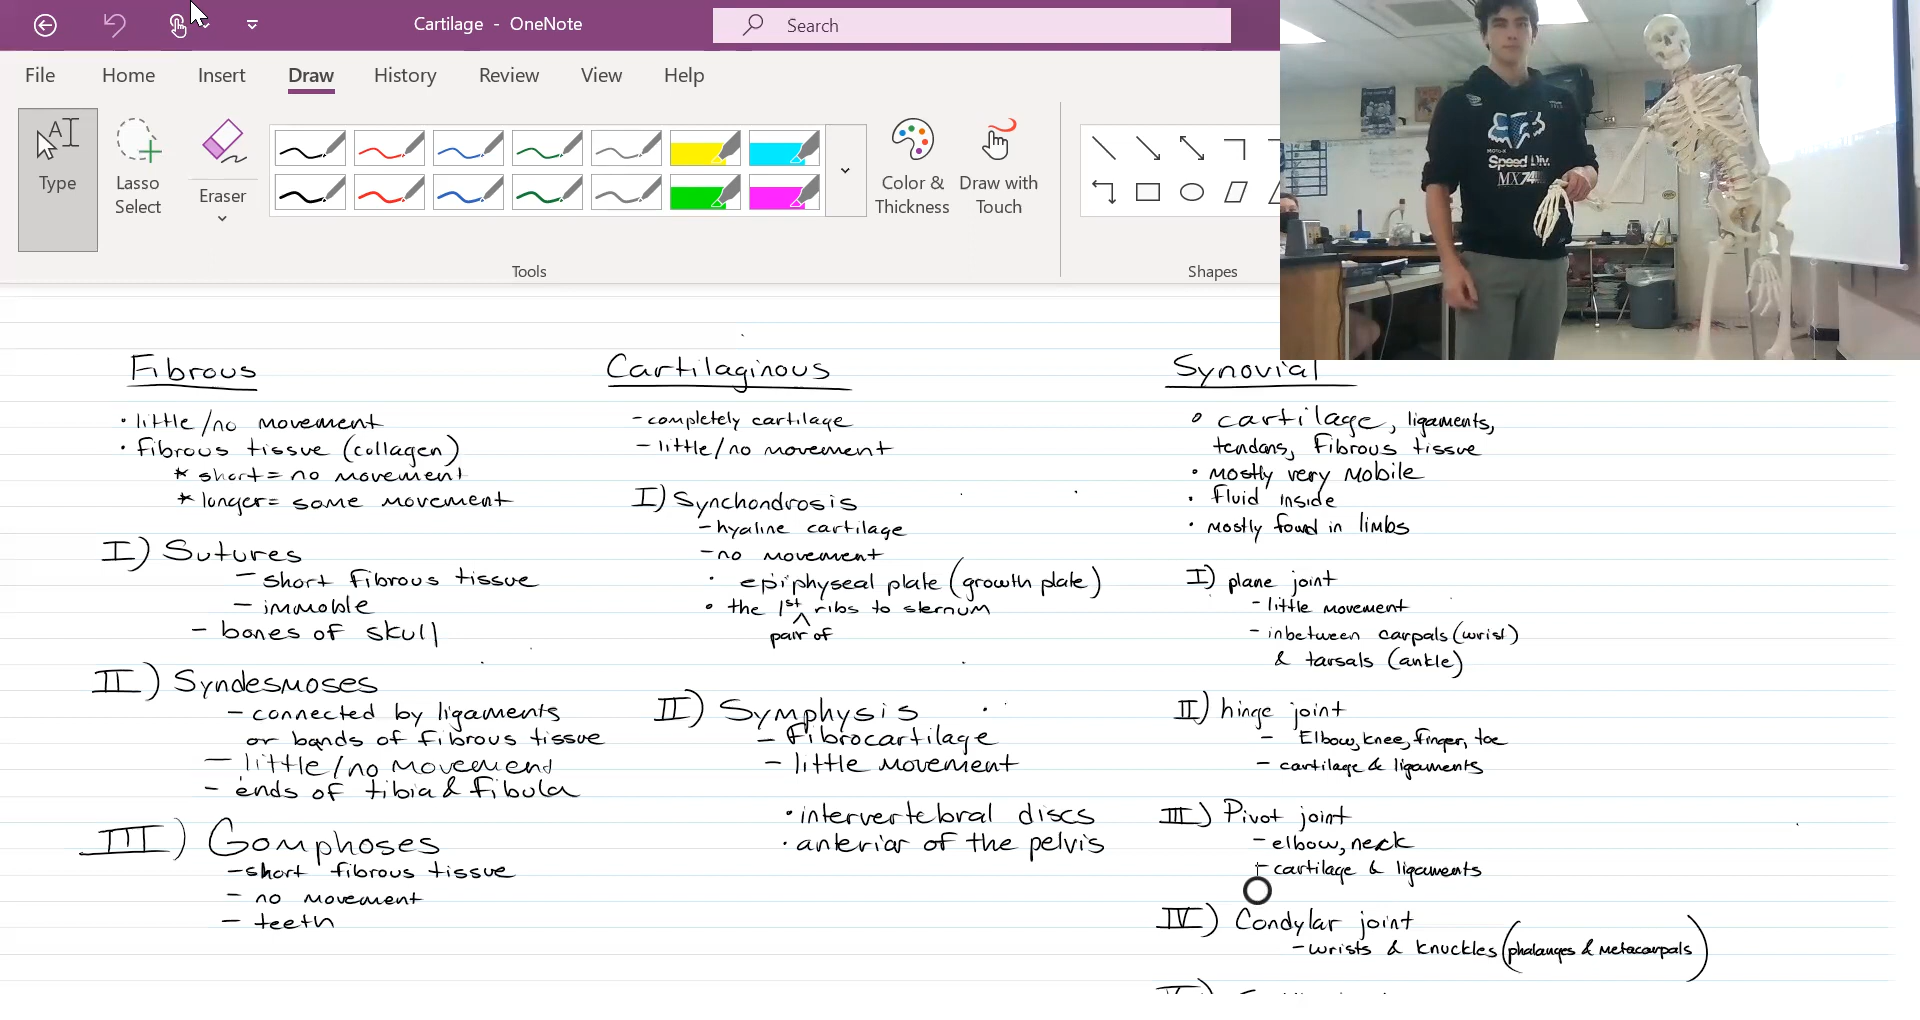 Cartilage - OneNote
Search
File Home Insert Draw History Review View Help
Type
Lasso Select
Eraser
Color & Thickness
Draw with Touch
Tools
Shapes
Speed Div.
Fibrous
• little/no movement
• fibrous tissue (collagen)
* short = no movement
* longer = some movement
I) Sutures
- short fibrous tissue
- immoble
- bones of skull
II) Syndesmoses
- connected by ligaments
or bands of fibrous tissue
- little/no movement
- ends of tibia & fibula
III) Gomphoses
- short fibrous tissue
- no movement
- teeth
Cartilaginous
- completely cartilage
- little/no movement
I) Synchondrosis
- hyaline cartilage
- no movement
• epiphyseal plate (growth plate)
• the 1st ^ ribs to sternum
pair of
II) Symphysis
- fibrocartilage
- little movement
• intervertebral discs
• anterior of the pelvis
Synovial
• cartilage, ligaments,
tendons, fibrous tissue
• mostly very mobile
• fluid inside
• mostly found in limbs
I) plane joint
- little movement
- inbetween carpals (wrist)
& tarsals (ankle)
II) hinge joint
- Elbow, knee, finger, toe
- cartilage & ligaments
III) Pivot joint
- elbow, neck
- cartilage & ligaments
IV) Condylar joint
- wrists & knuckles (phalanges & metacarpals)